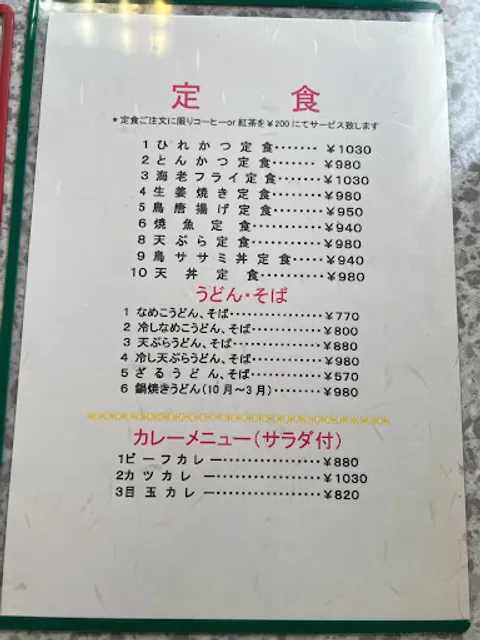 定 食
*定食ご注文に限りコーヒーor紅茶を￥200にてサービス致します
1 ひれかつ定食・・・・・・・￥1030
2 とんかつ定食・・・・・・・￥980
3 海老フライ定食・・・・・・￥1030
4 生姜焼き定食・・・・・・・￥980
5 鳥唐揚げ定食・・・・・・・￥950
6 焼魚定食・・・・・・・・￥940
8 天ぷら定食・・・・・・・・￥980
9 鳥ササミ丼定食・・・・・￥940
10 天丼定食・・・・・・・・￥980
うどん・そば
1 なめこうどん、そば・・・・・・・・・・・・・・・￥770
2 冷しなめこうどん、そば・・・・・・・・・・・・￥800
3 天ぷらうどん、そば・・・・・・・・・・・・・・・￥880
4 冷し天ぷらうどん、そば・・・・・・・・・・・・￥980
5 ざるうどん、そば・・・・・・・・・・・・・・・￥570
6 鍋焼きうどん(10月～3月)・・・・・・・・・￥980
カレーメニュー(サラダ付)
1ビーフカレー・・・・・・・・・・・・・・・・・￥880
2カツカレー・・・・・・・・・・・・・・・・・￥1030
3目玉カレー・・・・・・・・・・・・・・・・・￥820